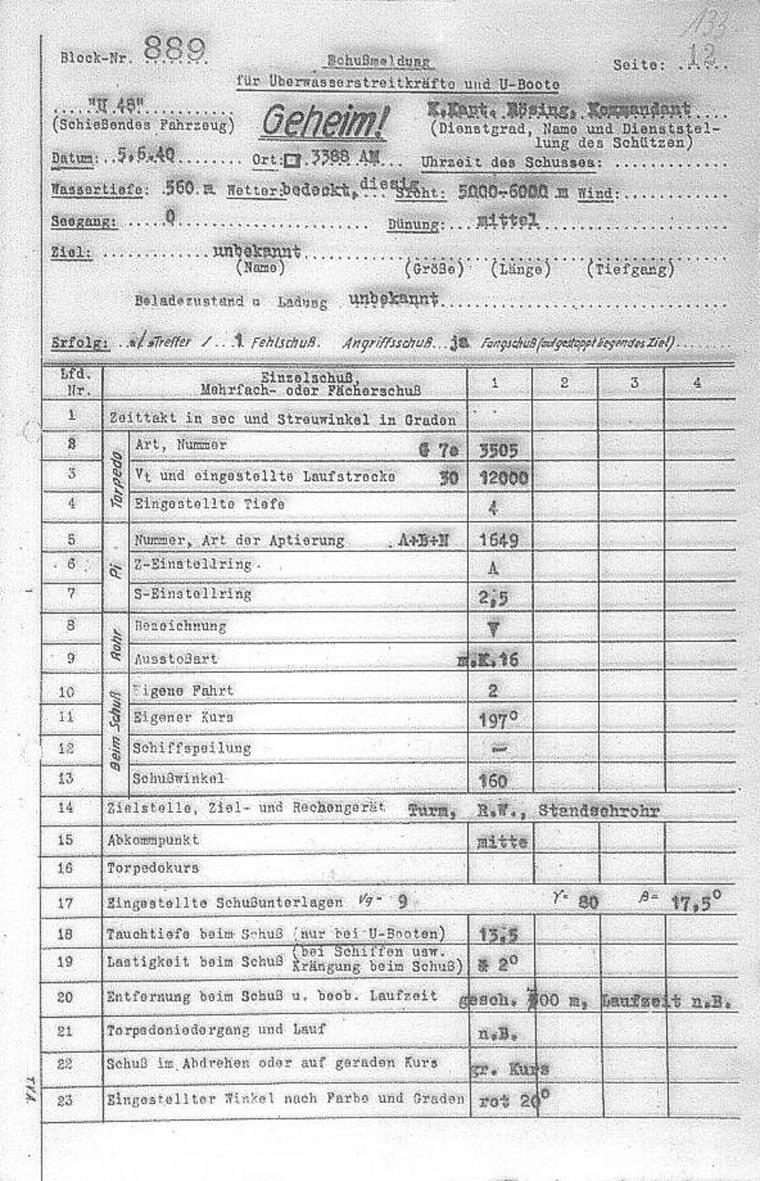 133
Block-Nr. 889 Schußmeldung Seite: 12
für Überwasserstreitkräfte und U-Boote
"U 48" Geheim! K.Kapt. Rösing, Kommandant
(Schießendes Fahrzeug) (Dienstgrad, Name und Dienststel-
lung des Schützen)
Datum: 5.6.40 Ort: 3388 AM Uhrzeit des Schusses:
Wassertiefe: 560 m Wetter: bedeckt, diesig Sicht: 5000-6000 m Wind:
Seegang: 0 Dünung: mittel
Ziel: unbekannt
(Name) (Größe) (Länge) (Tiefgang)
Beladezustand u Ladung unbekannt
Erfolg: Treffer / 1 Fehlschuß. Angriffsschuß ja Fangschuß (auf gestoppt liegendes Ziel)
Lfd. Nr. Einzelschuß, Mehrfach- oder Fächerschuß 1 2 3 4
1 Zeittakt in sec und Streuwinkel in Graden
Torpedo
2 Art, Nummer G 7e 3505
3 Vt und eingestellte Laufstrecke 30 12000
4 Eingestellte Tiefe 4
Pi
5 Nummer, Art der Aptierung A+B+N 1649
6 Z-Einstellring A
7 S-Einstellring 2,5
Rohr
8 Bezeichnung V
9 Ausstoßart m.K.16
Beim Schuß
10 Eigene Fahrt 2
11 Eigener Kurs 197°
12 Schiffspeilung -
13 Schußwinkel 160
14 Zielstelle, Ziel- und Rechengerät Turm, R.W., Standsehrohr
15 Abkommpunkt mitte
16 Torpedokurs
17 Eingestellte Schußunterlagen Vg= 9 γ= 80 β= 17,5°
18 Tauchtiefe beim Schuß (nur bei U-Booten) 13,5
19 Lastigkeit beim Schuß (bei Schiffen usw. Krängung beim Schuß) 2°
20 Entfernung beim Schuß u. beob. Laufzeit gesch. 700 m, Laufzeit n.B.
21 Torpedoniedergang und Lauf n.B.
22 Schuß im Abdrehen oder auf geraden Kurs gr. Kurs
23 Eingestellter Winkel nach Farbe und Graden rot 20°